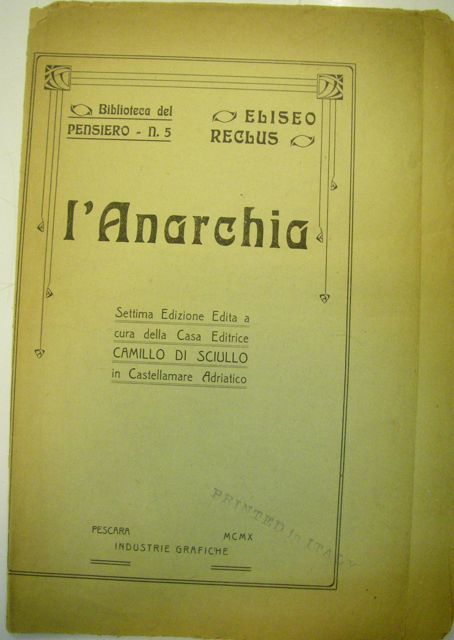 Biblioteca del
PENSIERO - N. 5
ELISEO
RECLUS
l'Anarchia
Settima Edizione Edita a
cura della Casa Editrice
CAMILLO DI SCIULLO
in Castellamare Adriatico
PRINTED in ITALY
PESCARA MCMX
INDUSTRIE GRAFICHE